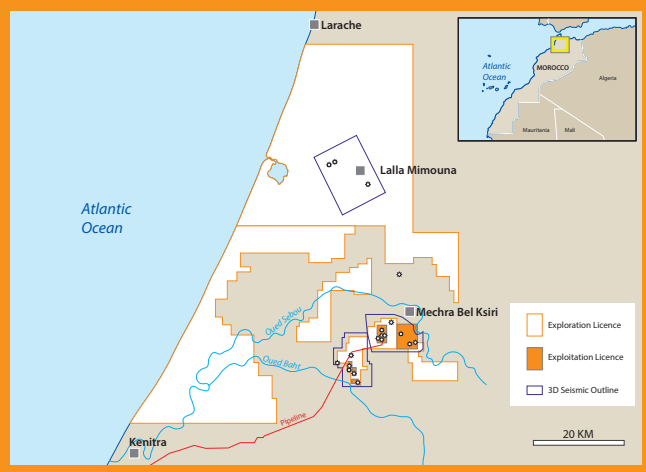 Larache
Atlantic
Ocean
MOROCCO
Algeria
Mauritania
Mali
Lalla Mimouna
Atlantic
Ocean
Mechra Bel Ksiri
Oued Sebou
Oued Baht
Pipeline
Kenitra
Exploration Licence
Exploitation Licence
3D Seismic Outline
20 KM